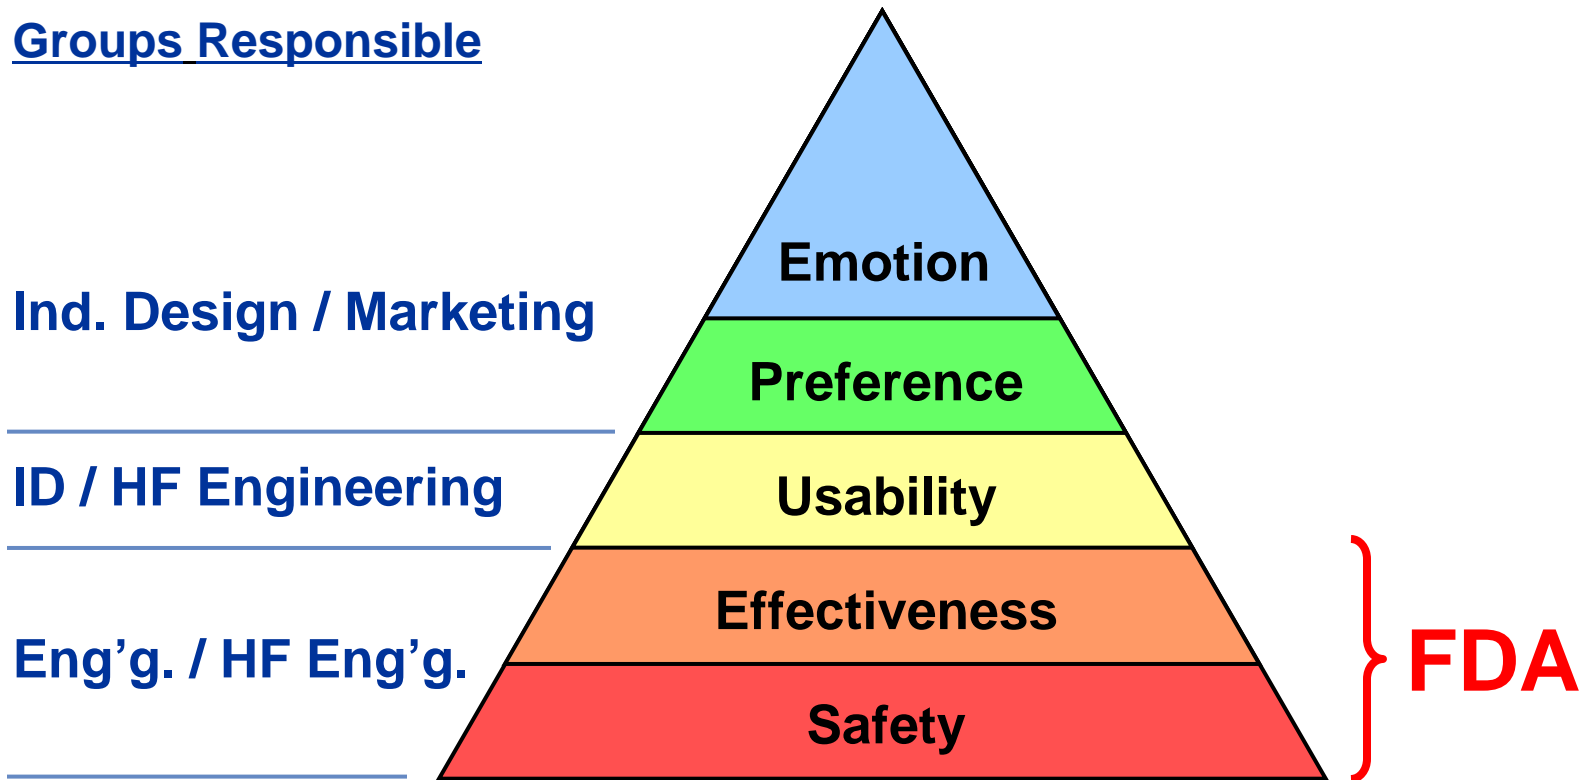 Groups Responsible
Emotion
Ind. Design / Marketing
Preference
ID / HF Engineering
Usability
Effectiveness
Eng’g. / HF Eng’g.
FDA
Safety